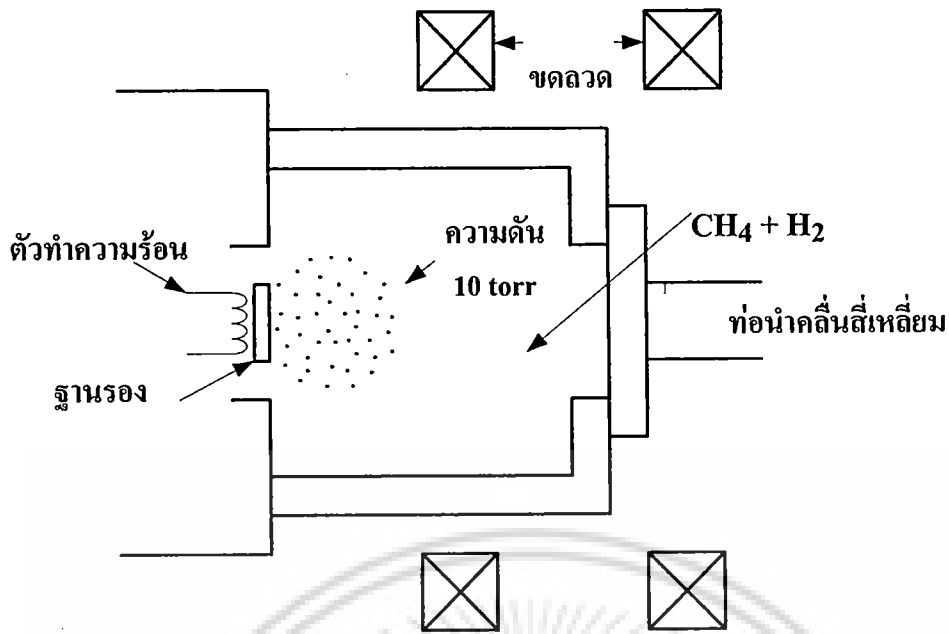 ขดลวด
CH4 + H2
ความดัน
10 torr
ตัวทำความร้อน
ท่อนำคลื่นสี่เหลี่ยม
ฐานรอง